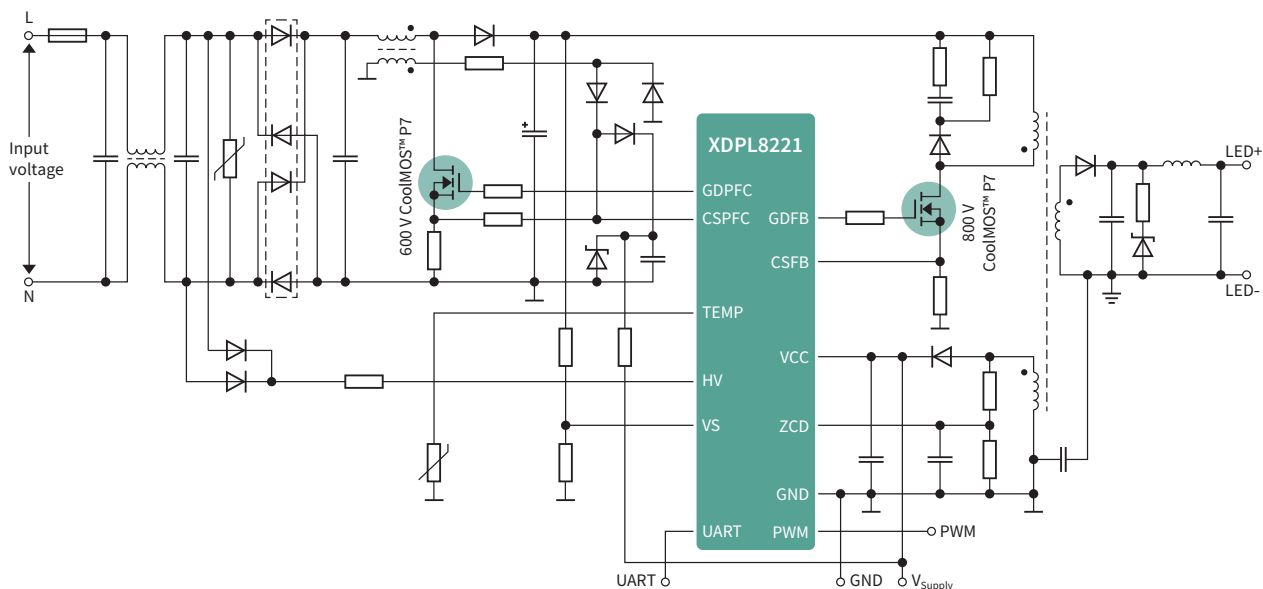 L
Input
voltage
N
600 V CoolMOS™ P7
XDPL8221
GDPFC
CSPFC
GDFB
CSFB
TEMP
VCC
HV
VS
ZCD
GND
UART
PWM
800 V
CoolMOS™ P7
LED+
LED-
PWM
UART
GND
VSupply